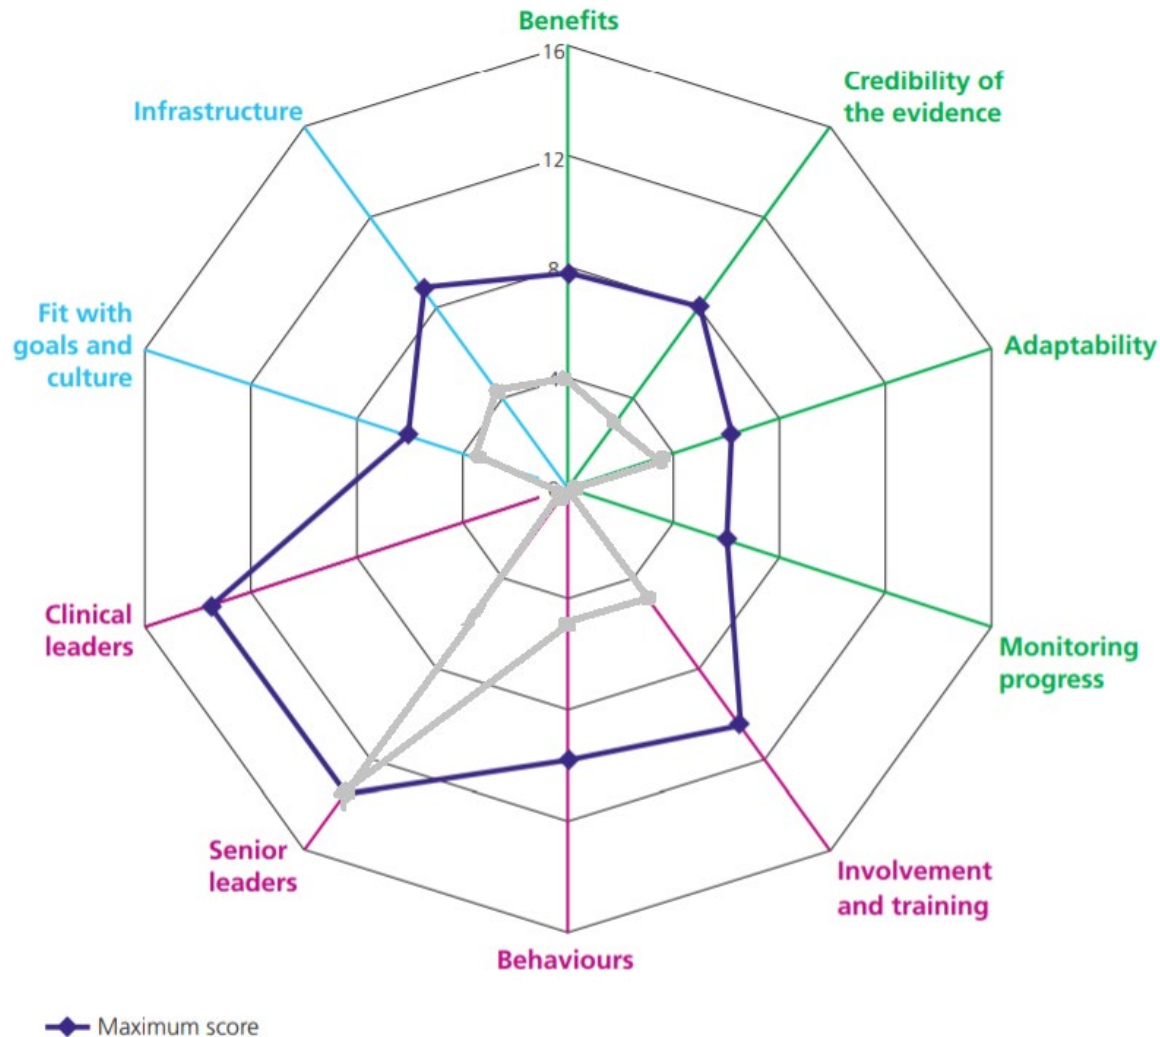 Benefits
16
Credibility of
the evidence
Infrastructure
12
8
Fit with
goals and
culture
Adaptability
4
Clinical
leaders
Monitoring
progress
Senior
leaders
Involvement
and training
Behaviours
Maximum score